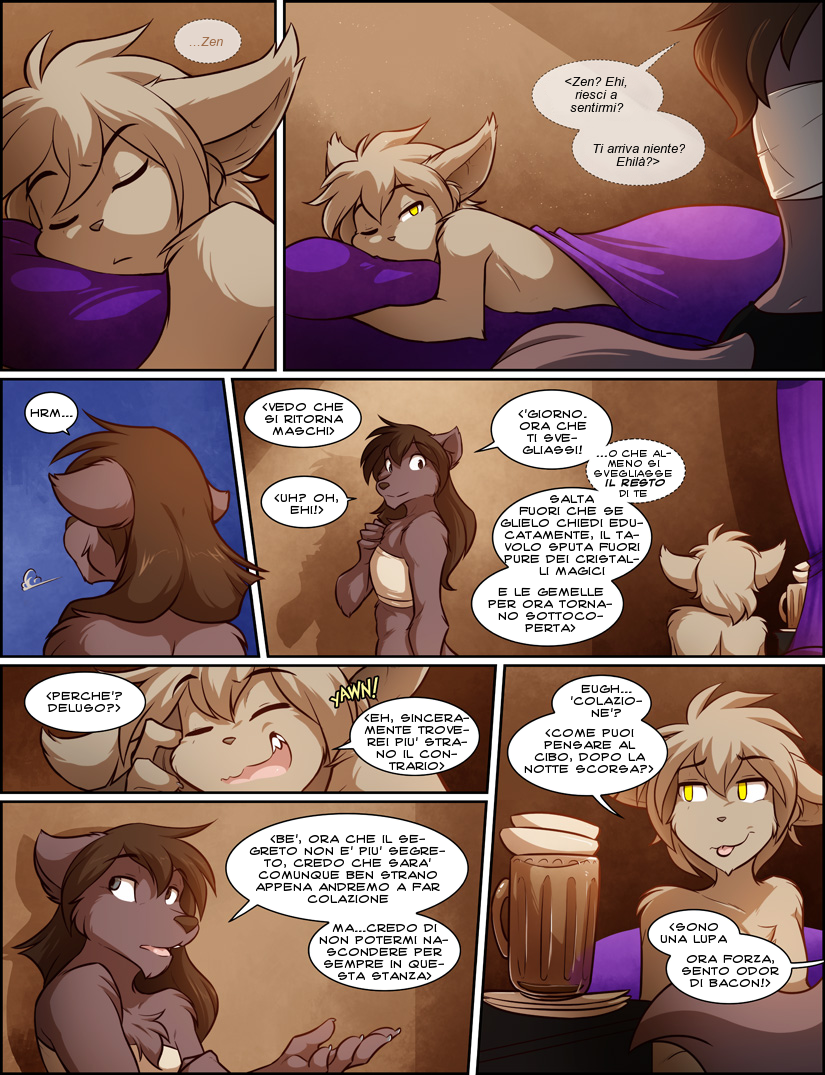 ...Zen
<Zen? Ehi,
riesci a
sentirmi?
Ti arriva niente?
Ehilà?>
HRM...
<VEDO CHE
SI RITORNA
MASCHI>
<UH? OH,
EHI!>
<'GIORNO.
ORA CHE
TI SVE-
GLIASSI!
...O CHE AL-
MENO SI
SVEGLIASSE
IL RESTO
DI TE
SALTA
FUORI CHE SE
GLIELO CHIEDI EDU-
CATAMENTE, IL TA-
VOLO SPUTA FUORI
PURE DEI CRISTAL-
LI MAGICI
E LE GEMELLE
PER ORA TORNA-
NO SOTTOCO-
PERTA>
<PERCHE'?
DELUSO?>
YAWN!
<EH, SINCERA-
MENTE TROVE-
REI PIU' STRA-
NO IL CON-
TRARIO>
<BE', ORA CHE IL SE-
GRETO NON E' PIU' SEGRE-
TO, CREDO CHE SARA'
COMUNQUE BEN STRANO
APPENA ANDREMO A FAR
COLAZIONE
MA...CREDO DI
NON POTERMI NA-
SCONDERE PER
SEMPRE IN QUE-
STA STANZA>
EUGH...
'COLAZIO-
NE'?
<COME PUOI
PENSARE AL
CIBO, DOPO LA
NOTTE SCORSA?>
<SONO
UNA LUPA
ORA FORZA,
SENTO ODOR
DI BACON!>